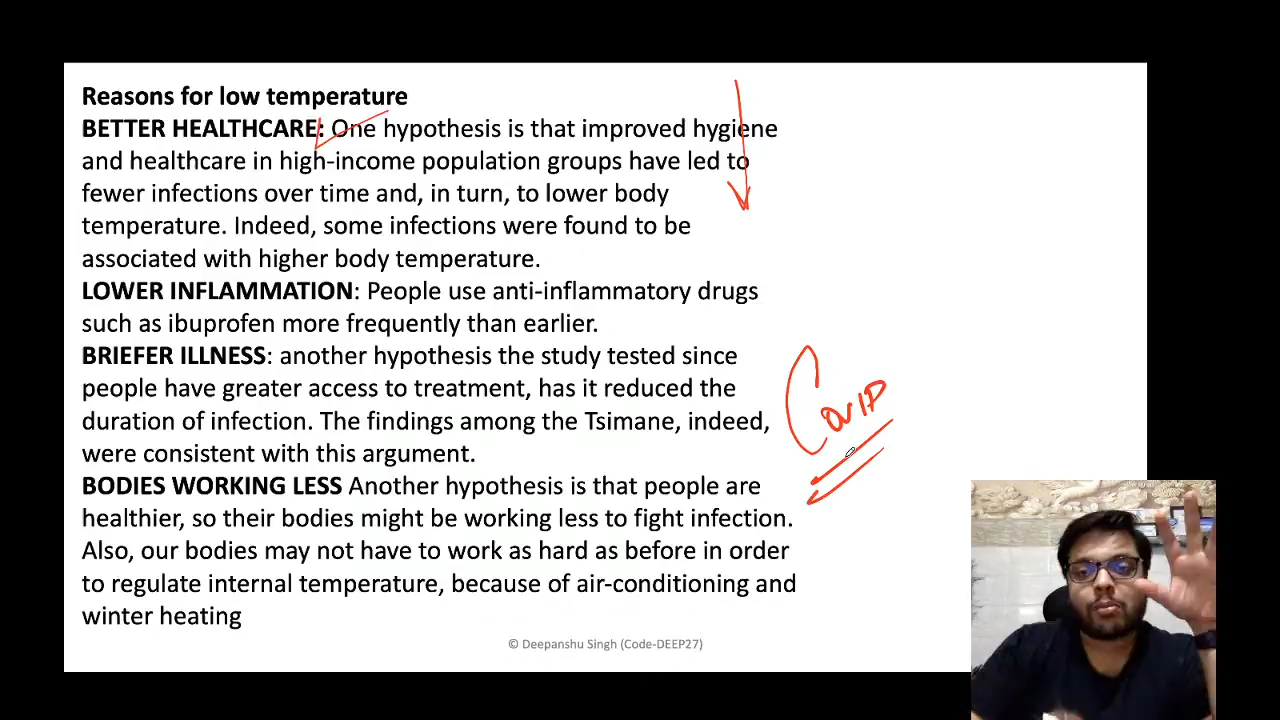 Reasons for low temperature
BETTER HEALTHCARE: One hypothesis is that improved hygiene
and healthcare in high-income population groups have led to
fewer infections over time and, in turn, to lower body
temperature. Indeed, some infections were found to be
associated with higher body temperature.
LOWER INFLAMMATION: People use anti-inflammatory drugs
such as ibuprofen more frequently than earlier.
BRIEFER ILLNESS: another hypothesis the study tested since
people have greater access to treatment, has it reduced the
duration of infection. The findings among the Tsimane, indeed,
were consistent with this argument.
COVID
BODIES WORKING LESS Another hypothesis is that people are
healthier, so their bodies might be working less to fight infection.
Also, our bodies may not have to work as hard as before in order
to regulate internal temperature, because of air-conditioning and
winter heating
© Deepanshu Singh (Code-DEEP27)